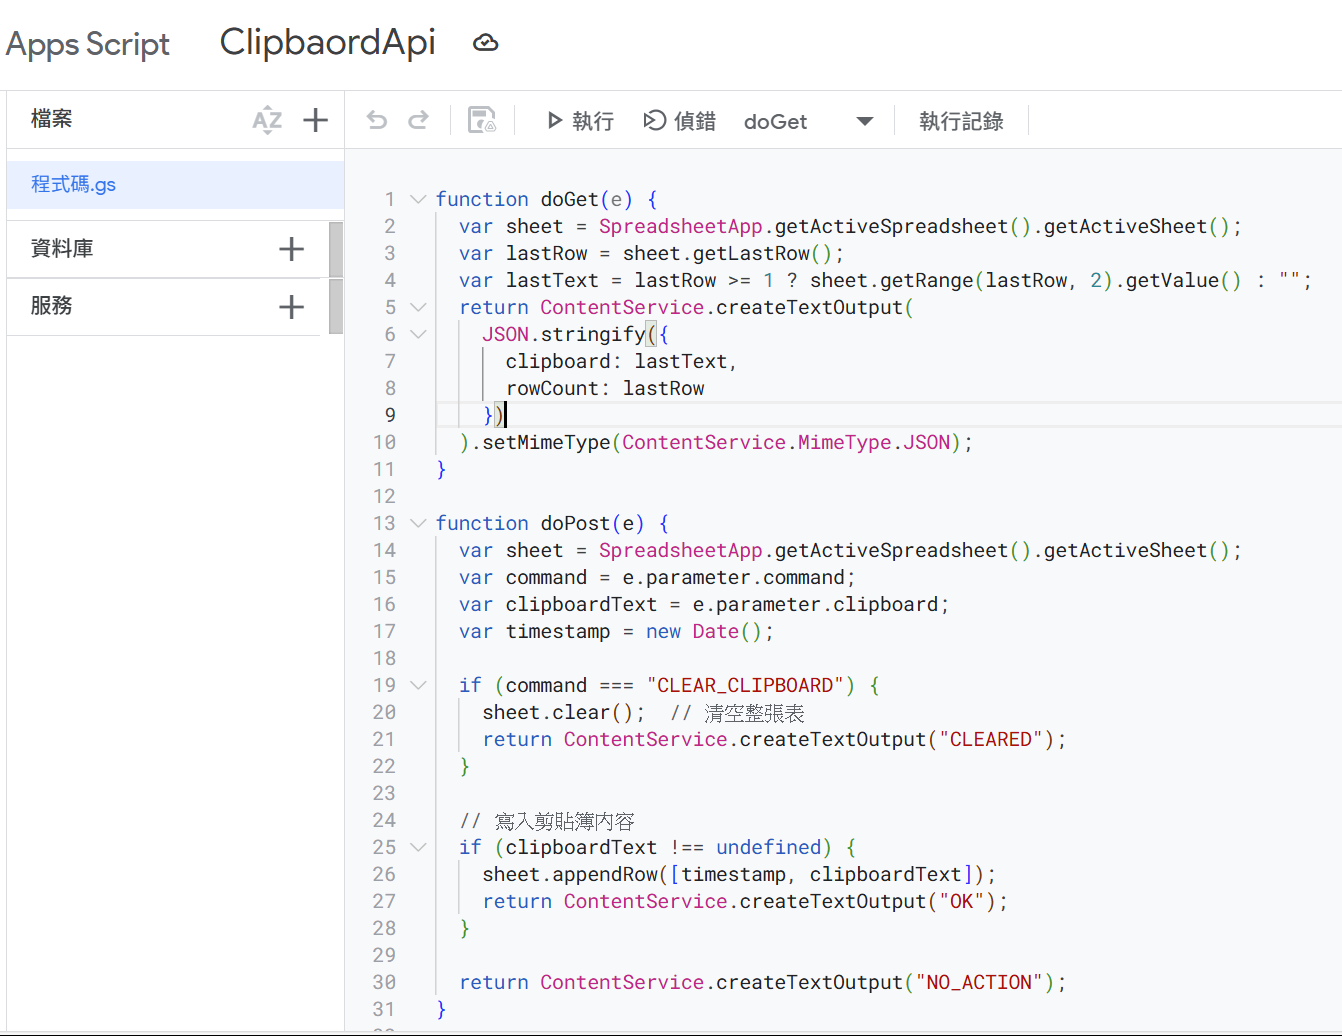 Apps Script ClipbaordApi
檔案
AZ
執行 偵錯 doGet 執行記錄
程式碼.gs
資料庫
服務
1 function doGet(e) {
2 var sheet = SpreadsheetApp.getActiveSpreadsheet().getActiveSheet();
3 var lastRow = sheet.getLastRow();
4 var lastText = lastRow >= 1 ? sheet.getRange(lastRow, 2).getValue() : "";
5 return ContentService.createTextOutput(
6 JSON.stringify({
7 clipboard: lastText,
8 rowCount: lastRow
9 })
10 ).setMimeType(ContentService.MimeType.JSON);
11 }
12
13 function doPost(e) {
14 var sheet = SpreadsheetApp.getActiveSpreadsheet().getActiveSheet();
15 var command = e.parameter.command;
16 var clipboardText = e.parameter.clipboard;
17 var timestamp = new Date();
18
19 if (command === "CLEAR_CLIPBOARD") {
20 sheet.clear(); // 清空整張表
21 return ContentService.createTextOutput("CLEARED");
22 }
23
24 // 寫入剪貼簿內容
25 if (clipboardText !== undefined) {
26 sheet.appendRow([timestamp, clipboardText]);
27 return ContentService.createTextOutput("OK");
28 }
29
30 return ContentService.createTextOutput("NO_ACTION");
31 }